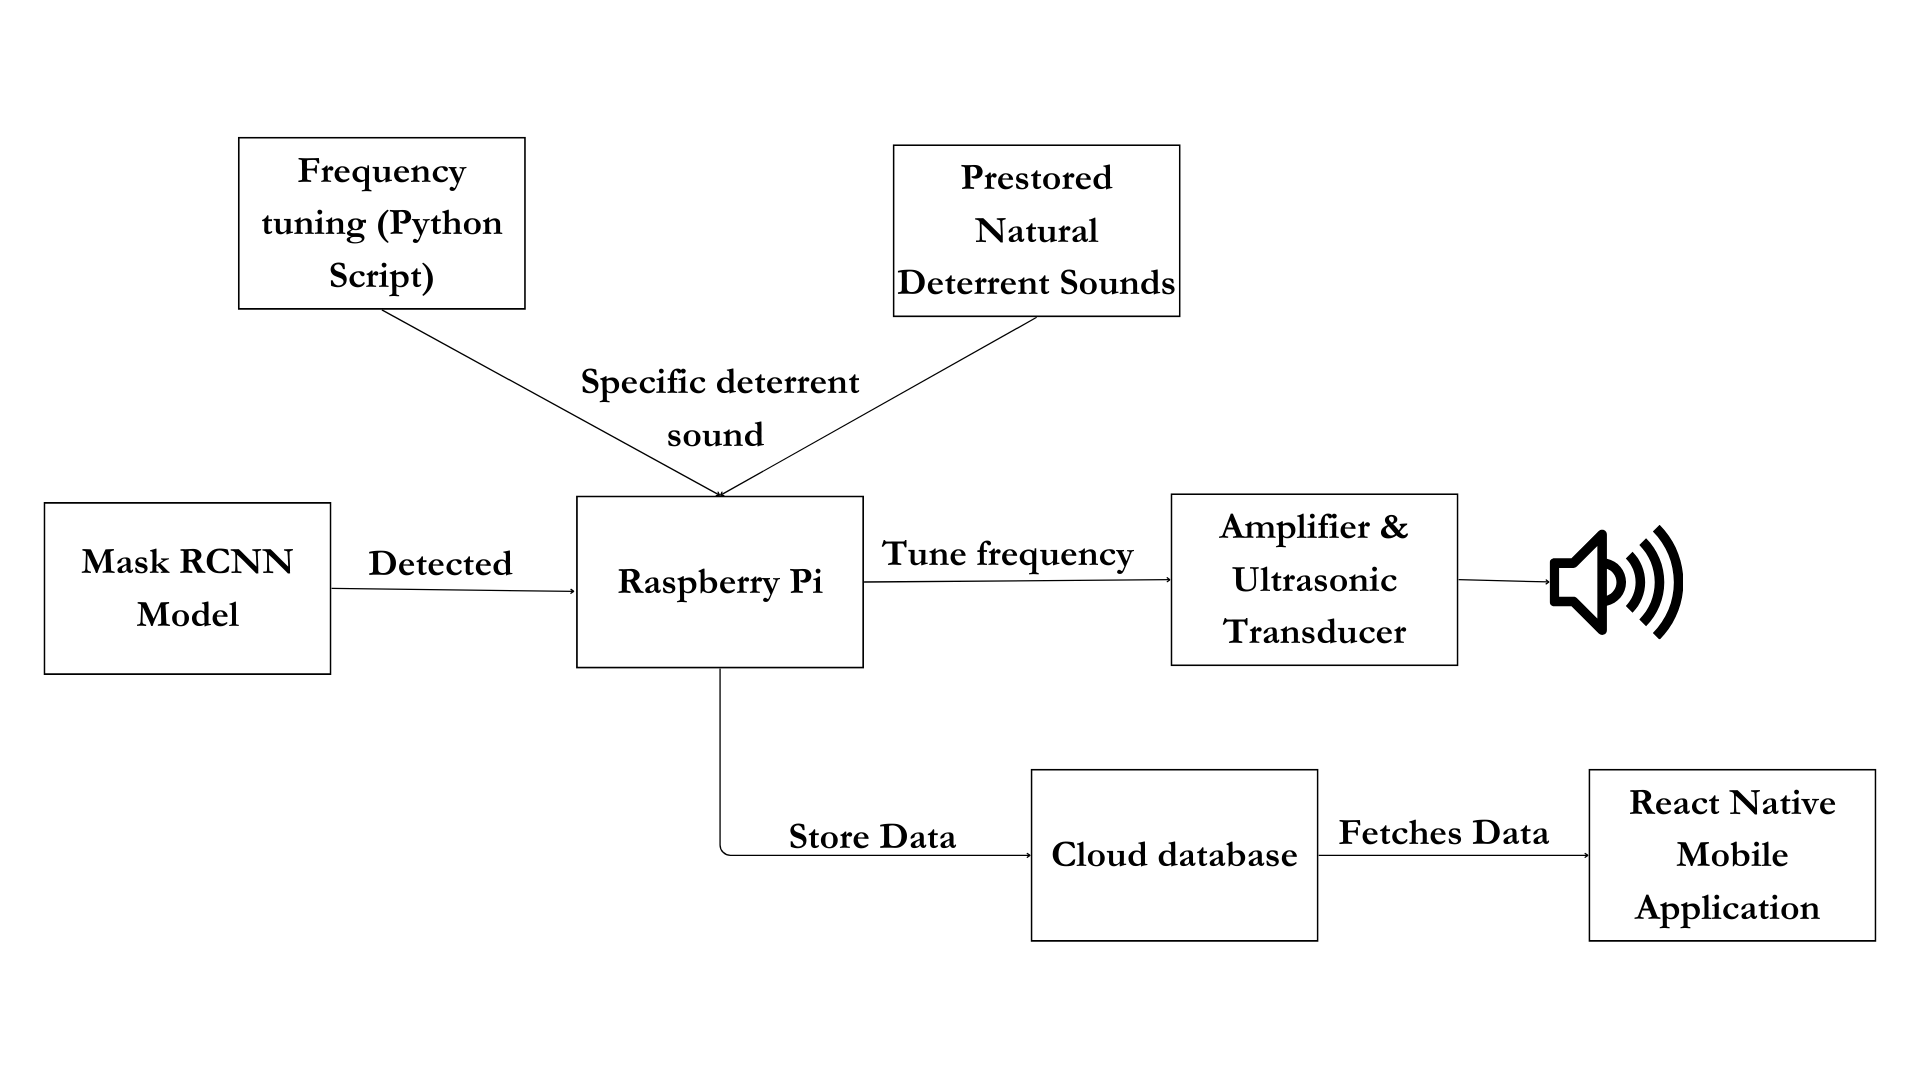 Frequency
tuning (Python
Script)
Prestored
Natural
Deterrent Sounds
Specific deterrent
sound
Mask RCNN
Model
Detected
Raspberry Pi
Tune frequency
Amplifier &
Ultrasonic
Transducer
Store Data
Cloud database
Fetches Data
React Native
Mobile
Application